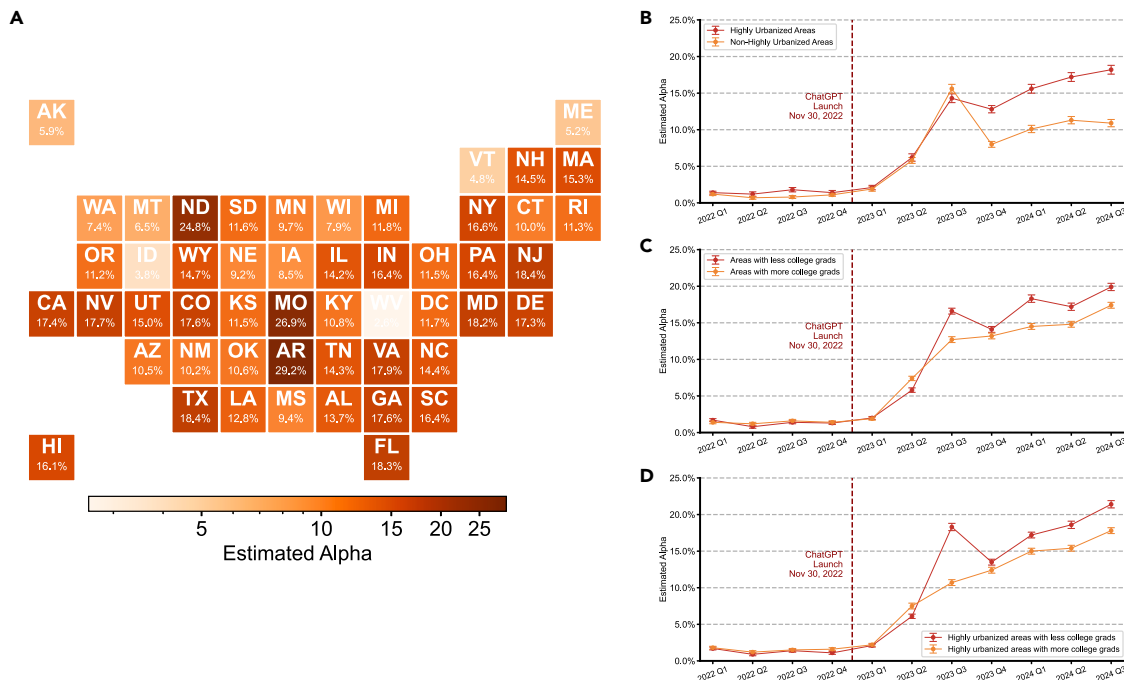 A
AK
5.9%
ME
5.2%
VT
4.8%
NH
14.5%
MA
15.3%
WA
7.4%
MT
6.5%
ND
24.8%
SD
11.6%
MN
9.7%
WI
7.9%
MI
11.8%
NY
16.6%
CT
10.0%
RI
11.3%
OR
11.2%
ID
3.8%
WY
14.7%
NE
9.2%
IA
8.5%
IL
14.2%
IN
16.4%
OH
11.5%
PA
16.4%
NJ
18.4%
CA
17.4%
NV
17.7%
UT
15.0%
CO
17.6%
KS
11.5%
MO
26.9%
KY
10.8%
WV
DC
11.7%
MD
18.2%
DE
17.3%
AZ
10.5%
NM
10.2%
OK
10.6%
AR
29.2%
TN
14.3%
VA
17.9%
NC
14.4%
TX
18.4%
LA
12.8%
MS
9.4%
AL
13.7%
GA
17.6%
SC
16.4%
HI
16.1%
FL
18.3%
5 10 15 20 25
Estimated Alpha
B
25.0%
20.0%
15.0%
10.0%
5.0%
0.0%
Estimated Alpha
Highly Urbanized Areas
Non-Highly Urbanized Areas
ChatGPT
Launch
Nov 30, 2022
2022 Q1 2022 Q2 2022 Q3 2022 Q4 2023 Q1 2023 Q2 2023 Q3 2023 Q4 2024 Q1 2024 Q2 2024 Q3
C
25.0%
20.0%
15.0%
10.0%
5.0%
0.0%
Estimated Alpha
Areas with less college grads
Areas with more college grads
ChatGPT
Launch
Nov 30, 2022
2022 Q1 2022 Q2 2022 Q3 2022 Q4 2023 Q1 2023 Q2 2023 Q3 2023 Q4 2024 Q1 2024 Q2 2024 Q3
D
25.0%
20.0%
15.0%
10.0%
5.0%
0.0%
Estimated Alpha
ChatGPT
Launch
Nov 30, 2022
Highly urbanized areas with less college grads
Highly urbanized areas with more college grads
2022 Q1 2022 Q2 2022 Q3 2022 Q4 2023 Q1 2023 Q2 2023 Q3 2023 Q4 2024 Q1 2024 Q2 2024 Q3